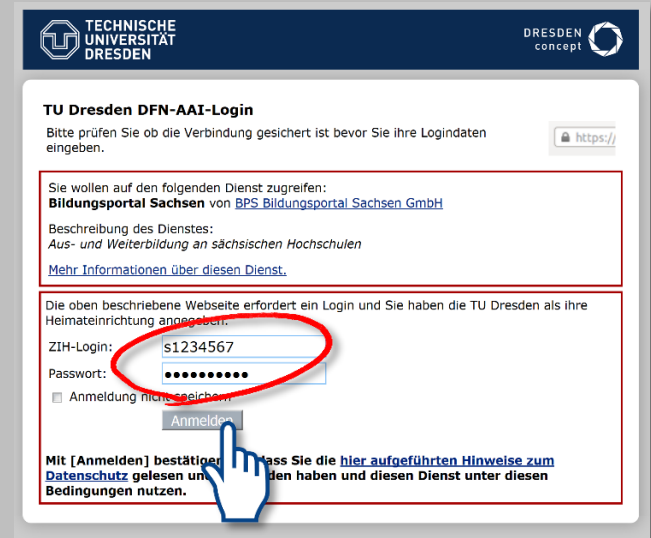 TECHNISCHE
UNIVERSITÄT
DRESDEN
DRESDEN
concept
TU Dresden DFN-AAI-Login
Bitte prüfen Sie ob die Verbindung gesichert ist bevor Sie ihre Logindaten
eingeben.
https://
Sie wollen auf den folgenden Dienst zugreifen:
Bildungsportal Sachsen von BPS Bildungsportal Sachsen GmbH
Beschreibung des Dienstes:
Aus- und Weiterbildung an sächsischen Hochschulen
Mehr Informationen über diesen Dienst.
Die oben beschriebene Webseite erfordert ein Login und Sie haben die TU Dresden als ihre
Heimateinrichtung angegeben.
ZIH-Login: s1234567
Passwort: ••••••••••
Anmeldung nicht speichern
Anmelden
Mit [Anmelden] dass Sie die hier aufgeführten Hinweise zum
Datenschutz gelesen haben und diesen Dienst unter diesen
Bedingungen nutzen.